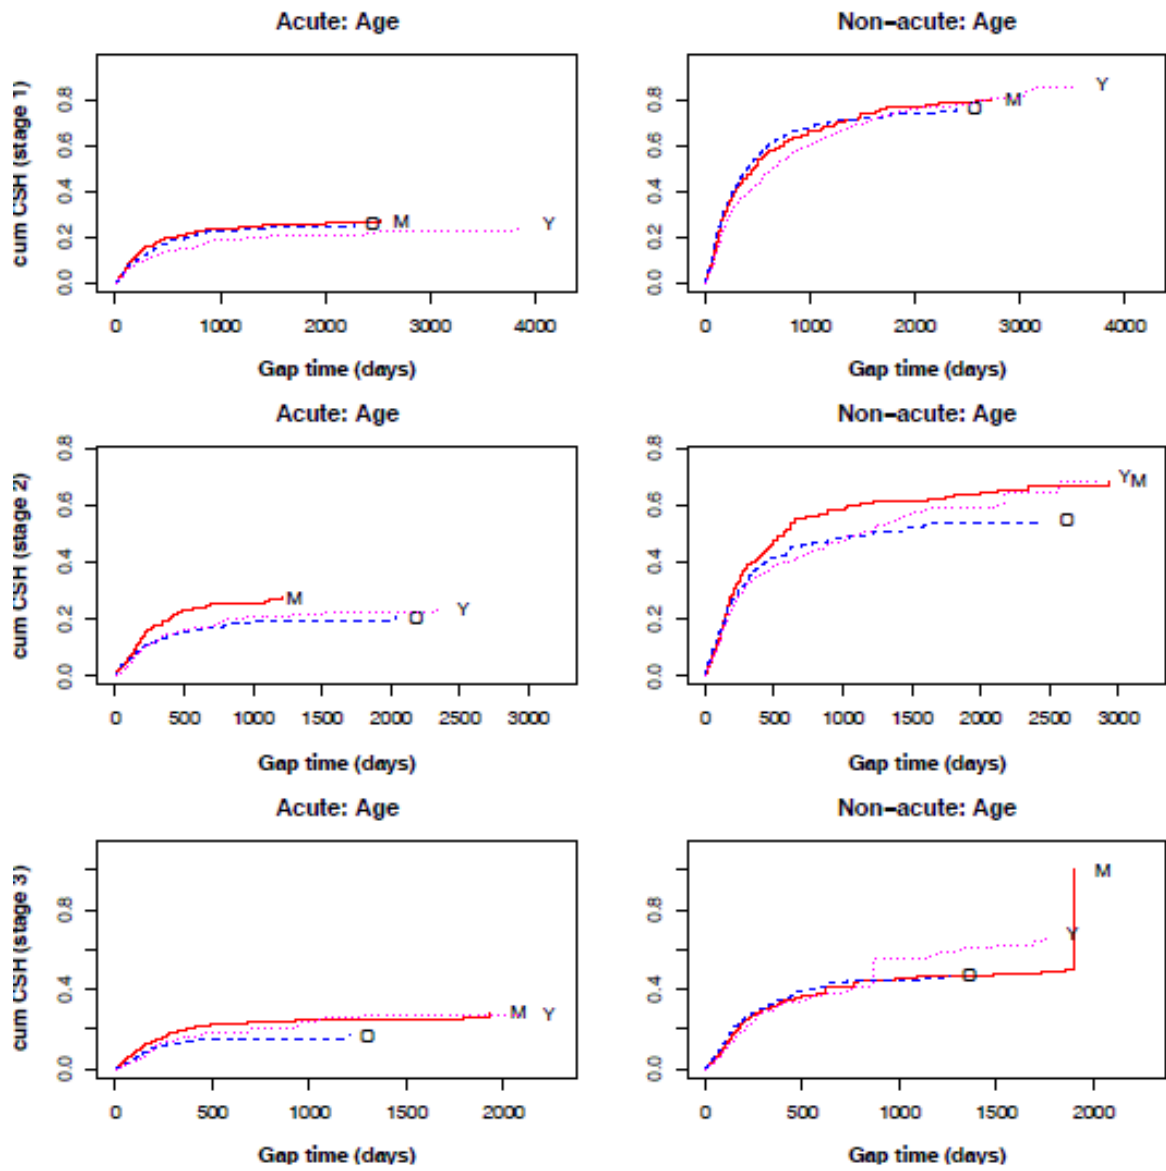 Acute: Age
Non-acute: Age
cum CSH (stage 1)
0.0 0.2 0.4 0.6 0.8
O M Y
0 1000 2000 3000 4000
Gap time (days)
cum CSH (stage 1)
0.0 0.2 0.4 0.6 0.8
O M Y
0 1000 2000 3000 4000
Gap time (days)
Acute: Age
Non-acute: Age
cum CSH (stage 2)
0.0 0.2 0.4 0.6 0.8
M O Y
0 500 1000 1500 2000 2500 3000
Gap time (days)
0.0 0.2 0.4 0.6 0.8
O Y M
0 500 1000 1500 2000 2500 3000
Gap time (days)
Acute: Age
Non-acute: Age
cum CSH (stage 3)
0.0 0.4 0.8
O M Y
0 500 1000 1500 2000
Gap time (days)
0.0 0.4 0.8
M
Y
O
0 500 1000 1500 2000
Gap time (days)